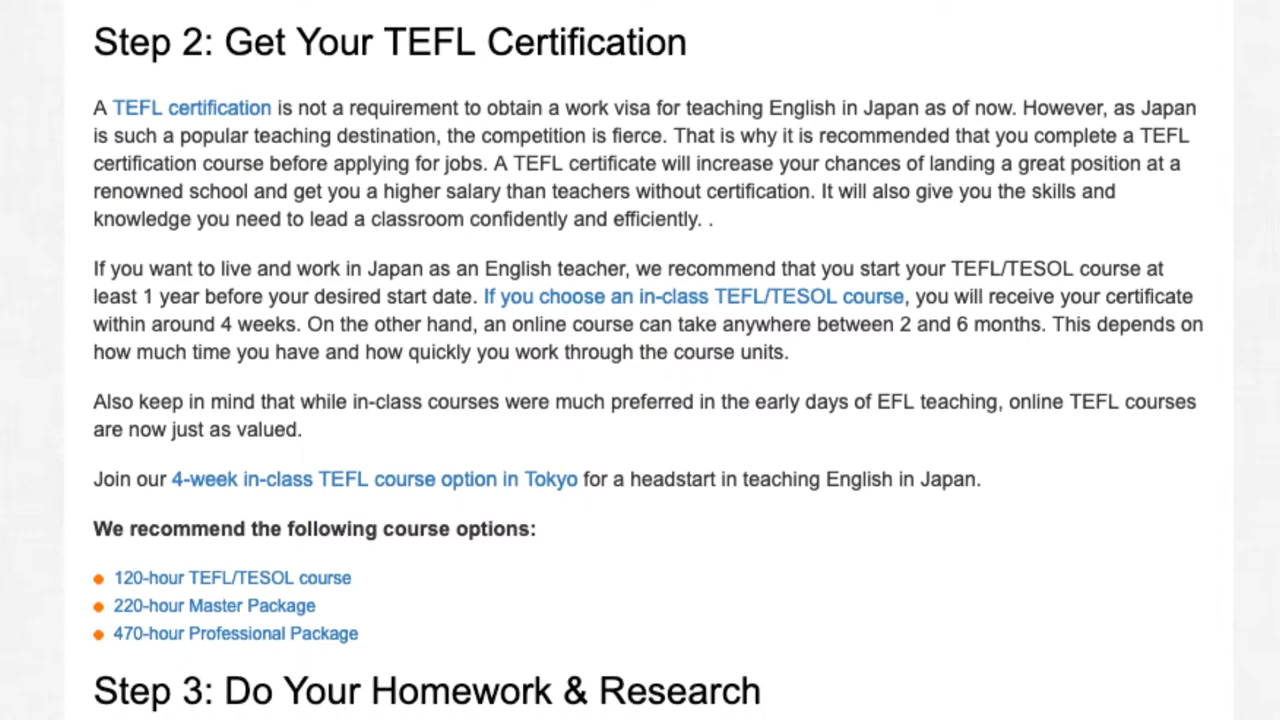 Step 2: Get Your TEFL Certification
A TEFL certification is not a requirement to obtain a work visa for teaching English in Japan as of now. However, as Japan
is such a popular teaching destination, the competition is fierce. That is why it is recommended that you complete a TEFL
certification course before applying for jobs. A TEFL certificate will increase your chances of landing a great position at a
renowned school and get you a higher salary than teachers without certification. It will also give you the skills and
knowledge you need to lead a classroom confidently and efficiently. .
If you want to live and work in Japan as an English teacher, we recommend that you start your TEFL/TESOL course at
least 1 year before your desired start date. If you choose an in-class TEFL/TESOL course, you will receive your certificate
within around 4 weeks. On the other hand, an online course can take anywhere between 2 and 6 months. This depends on
how much time you have and how quickly you work through the course units.
Also keep in mind that while in-class courses were much preferred in the early days of EFL teaching, online TEFL courses
are now just as valued.
Join our 4-week in-class TEFL course option in Tokyo for a headstart in teaching English in Japan.
We recommend the following course options:
120-hour TEFL/TESOL course
220-hour Master Package
470-hour Professional Package
Step 3: Do Your Homework & Research